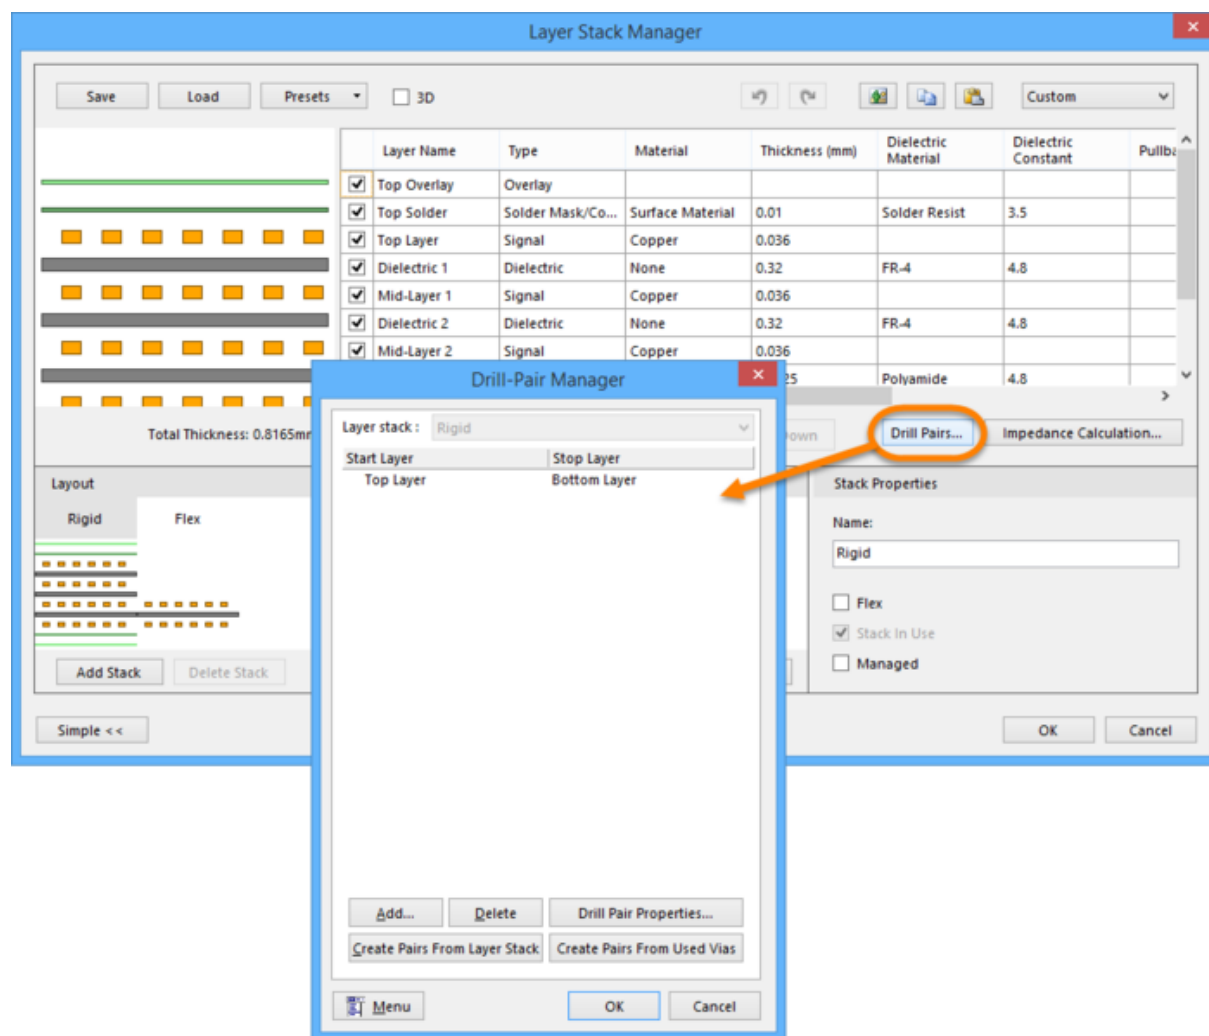 Layer Stack Manager
Save Load Presets 3D Custom
Layer Name Type Material Thickness (mm) Dielectric Material Dielectric Constant
Top Overlay Overlay
Top Solder Solder Mask/Co... Surface Material 0.01 Solder Resist 3.5
Top Layer Signal Copper 0.036
Dielectric 1 Dielectric None 0.32 FR-4 4.8
Mid-Layer 1 Signal Copper 0.036
Dielectric 2 Dielectric None 0.32 FR-4 4.8
Mid-Layer 2 Signal Copper 0.036
25 Polyamide 4.8
Total Thickness: 0.8165mm
Drill Pairs... Impedance Calculation...
Layout
Rigid Flex
Add Stack Delete Stack
Stack Properties
Name:
Rigid
Flex
Stack In Use
Managed
Simple << OK Cancel
Drill-Pair Manager
Layer stack : Rigid
Start Layer Stop Layer
Top Layer Bottom Layer
Add... Delete Drill Pair Properties...
Create Pairs From Layer Stack Create Pairs From Used Vias
Menu OK Cancel